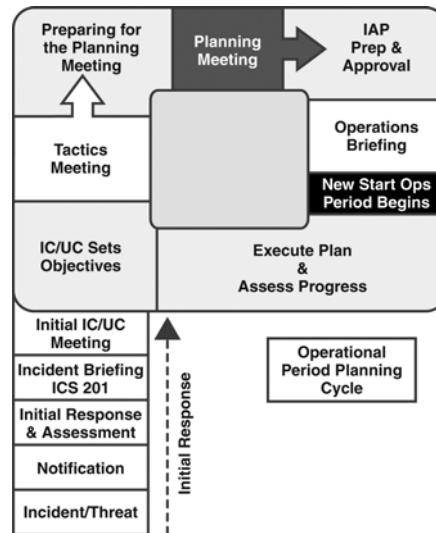 Preparing for
the Planning
Meeting
Planning
Meeting
IAP
Prep &
Approval
Tactics
Meeting
Operations
Briefing
New Start Ops
Period Begins
IC/UC Sets
Objectives
Execute Plan
&
Assess Progress
Initial IC/UC
Meeting
Incident Briefing
ICS 201
Initial Response
& Assessment
Notification
Incident/Threat
Initial Response
Operational
Period Planning
Cycle